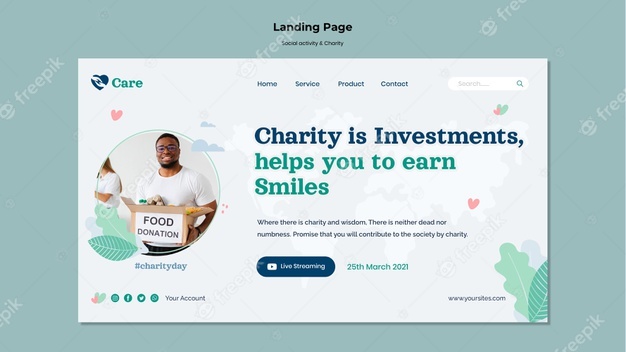 Landing Page
Social activity & Charity
Care
Home
Service
Product
Contact
Search......
Charity is Investments,
helps you to earn
Smiles
FOOD
DONATION
Where there is charity and wisdom, There is neither dead nor
numbness. Promise that you will contribute to the society by charity.
#charityday
Live Streaming
25th March 2021
Your Account
www.yoursites.com
freepik
freepik
freepik
freepik
freepik
freepik